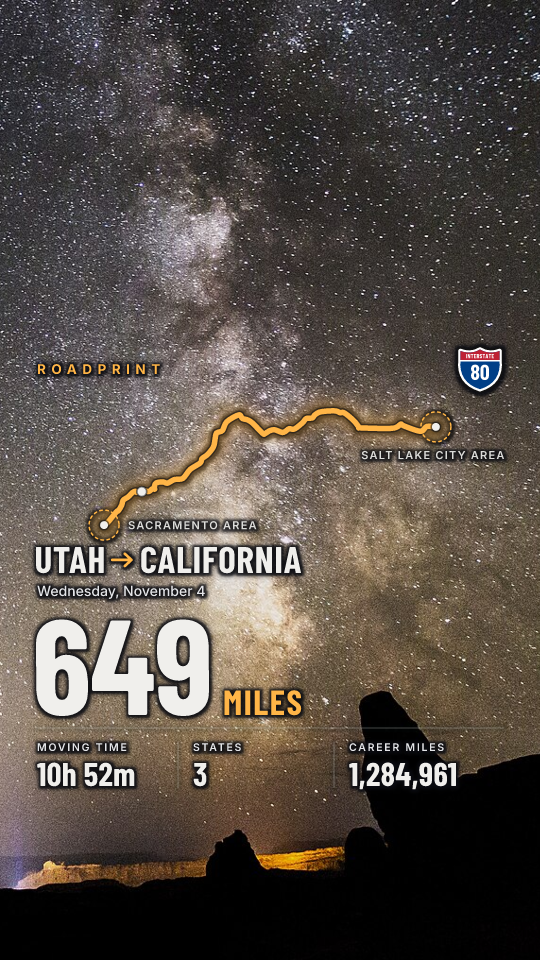 ROADPRINT
INTERSTATE
80
SALT LAKE CITY AREA
SACRAMENTO AREA
UTAH → CALIFORNIA
Wednesday, November 4
649 MILES
MOVING TIME
10h 52m
STATES
3
CAREER MILES
1,284,961